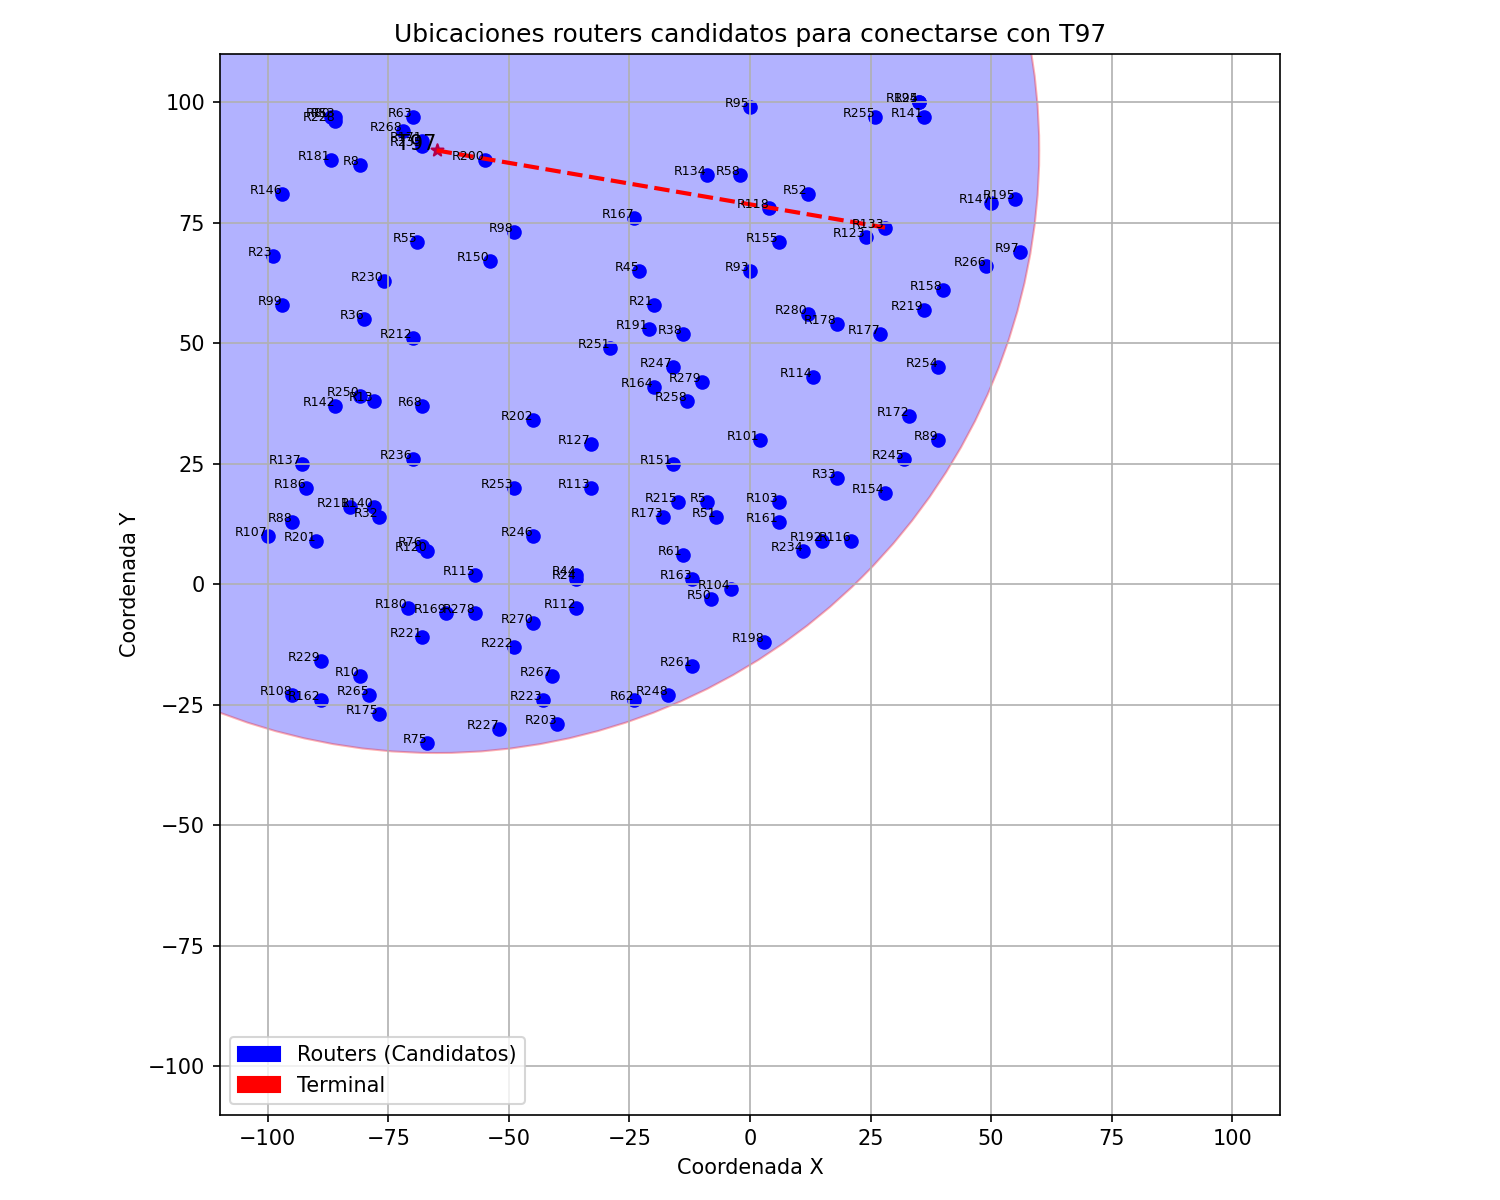 Ubicaciones routers candidatos para conectarse con T97
R63
R95
R255
R141
R268
T97
R181
R8
R200
R134
R58
R146
R52
R195
R147
R118
R167
R133
R123
R98
R55
R155
R97
R23
R150
R45
R93
R266
R230
R158
R99
R21
R219
R36
R280
R178
R191
R38
R177
R212
R251
R247
R254
R279
R114
R164
R250
R13
R258
R142
R68
R202
R172
R127
R101
R89
R236
R245
R137
R151
R33
R186
R253
R113
R154
R215
R5
R103
R140
R32
R88
R173
R51
R161
R107
R201
R246
R192
R116
R76
R120
R234
R61
R115
R44
R24
R163
R104
R50
R180
R169
R278
R112
R270
R221
R222
R198
R229
R261
R10
R267
R108
R162
R265
R223
R62
R248
R175
R203
R227
R75
100
75
50
25
0
−25
−50
−75
−100
Coordenada Y
Routers (Candidatos)
Terminal
−100 −75 −50 −25 0 25 50 75 100
Coordenada X